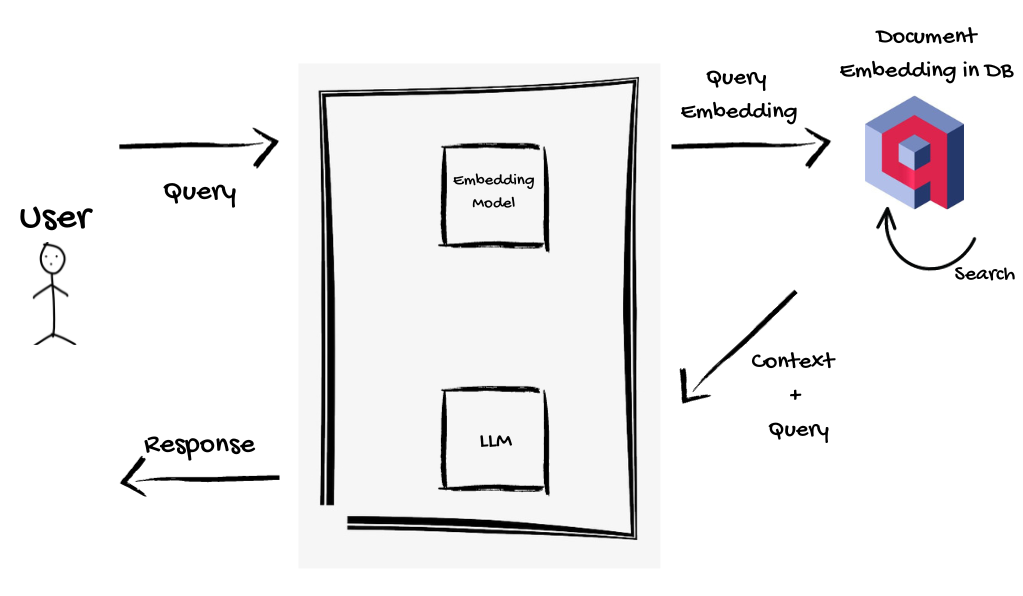 Document
Embedding in DB
Query
Embedding
Query
Embedding
Model
User
Search
Context
+
Query
LLM
Response